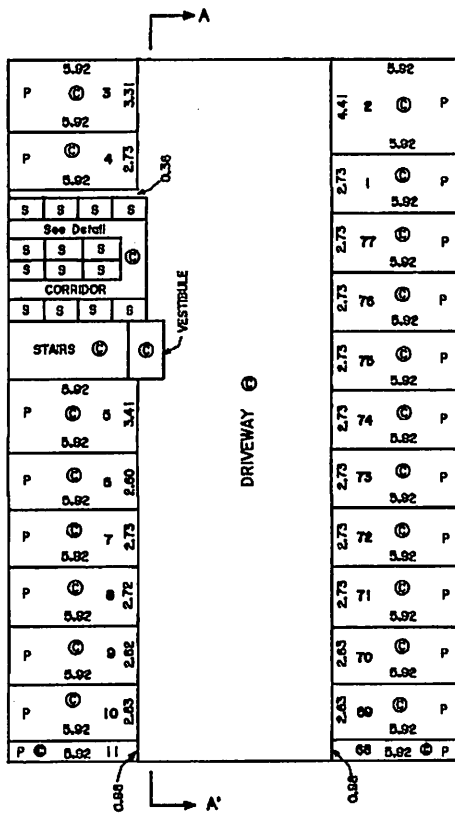 A
5.92
P © 3 3.31
5.92
P © 4 2.73
5.92
0.36
S S S S
See Detail
S S S
©
S S S
CORRIDOR
S S S S
VESTIBULE
STAIRS © ©
5.92
P © 5 3.41
5.92
P © 6 2.60
5.92
P © 7 2.73
5.92
P © 8 2.72
5.92
P © 9 2.62
5.92
P © 10 2.63
5.92
P © 5.92 11
0.98
A'
DRIVEWAY ©
5.92
4.41 2 © P
5.92
2.73 1 © P
5.92
2.73 77 © P
5.92
2.73 76 © P
5.92
2.73 75 © P
5.92
2.73 74 © P
5.92
2.73 73 © P
5.92
2.73 72 © P
5.92
2.73 71 © P
5.92
2.63 70 © P
5.92
2.63 69 © P
5.92
68 5.92 © P
0.98